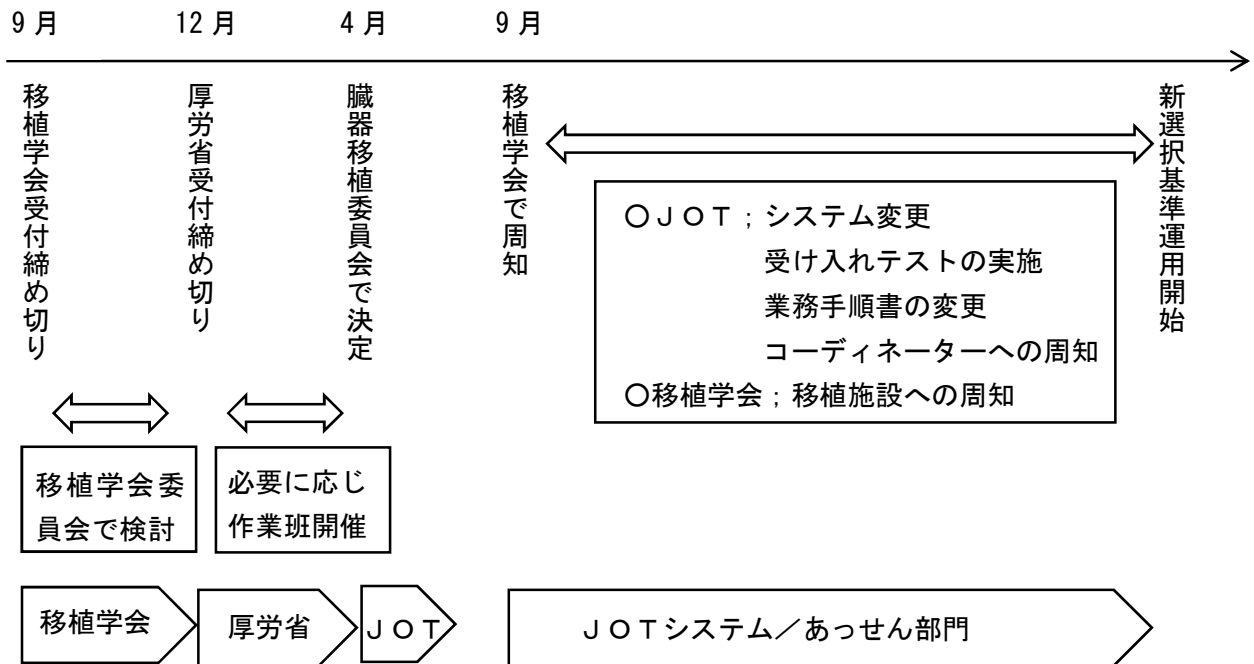 9月 12月 4月 9月
移植学会受付締め切り
厚労省受付締め切り
臓器移植委員会で決定
移植学会で周知
新選択基準運用開始
〇JOT；システム変更
受け入れテストの実施
業務手順書の変更
コーディネーターへの周知
〇移植学会；移植施設への周知
移植学会委
員会で検討
必要に応じ
作業班開催
移植学会
厚労省
JOT
JOTシステム／あっせん部門